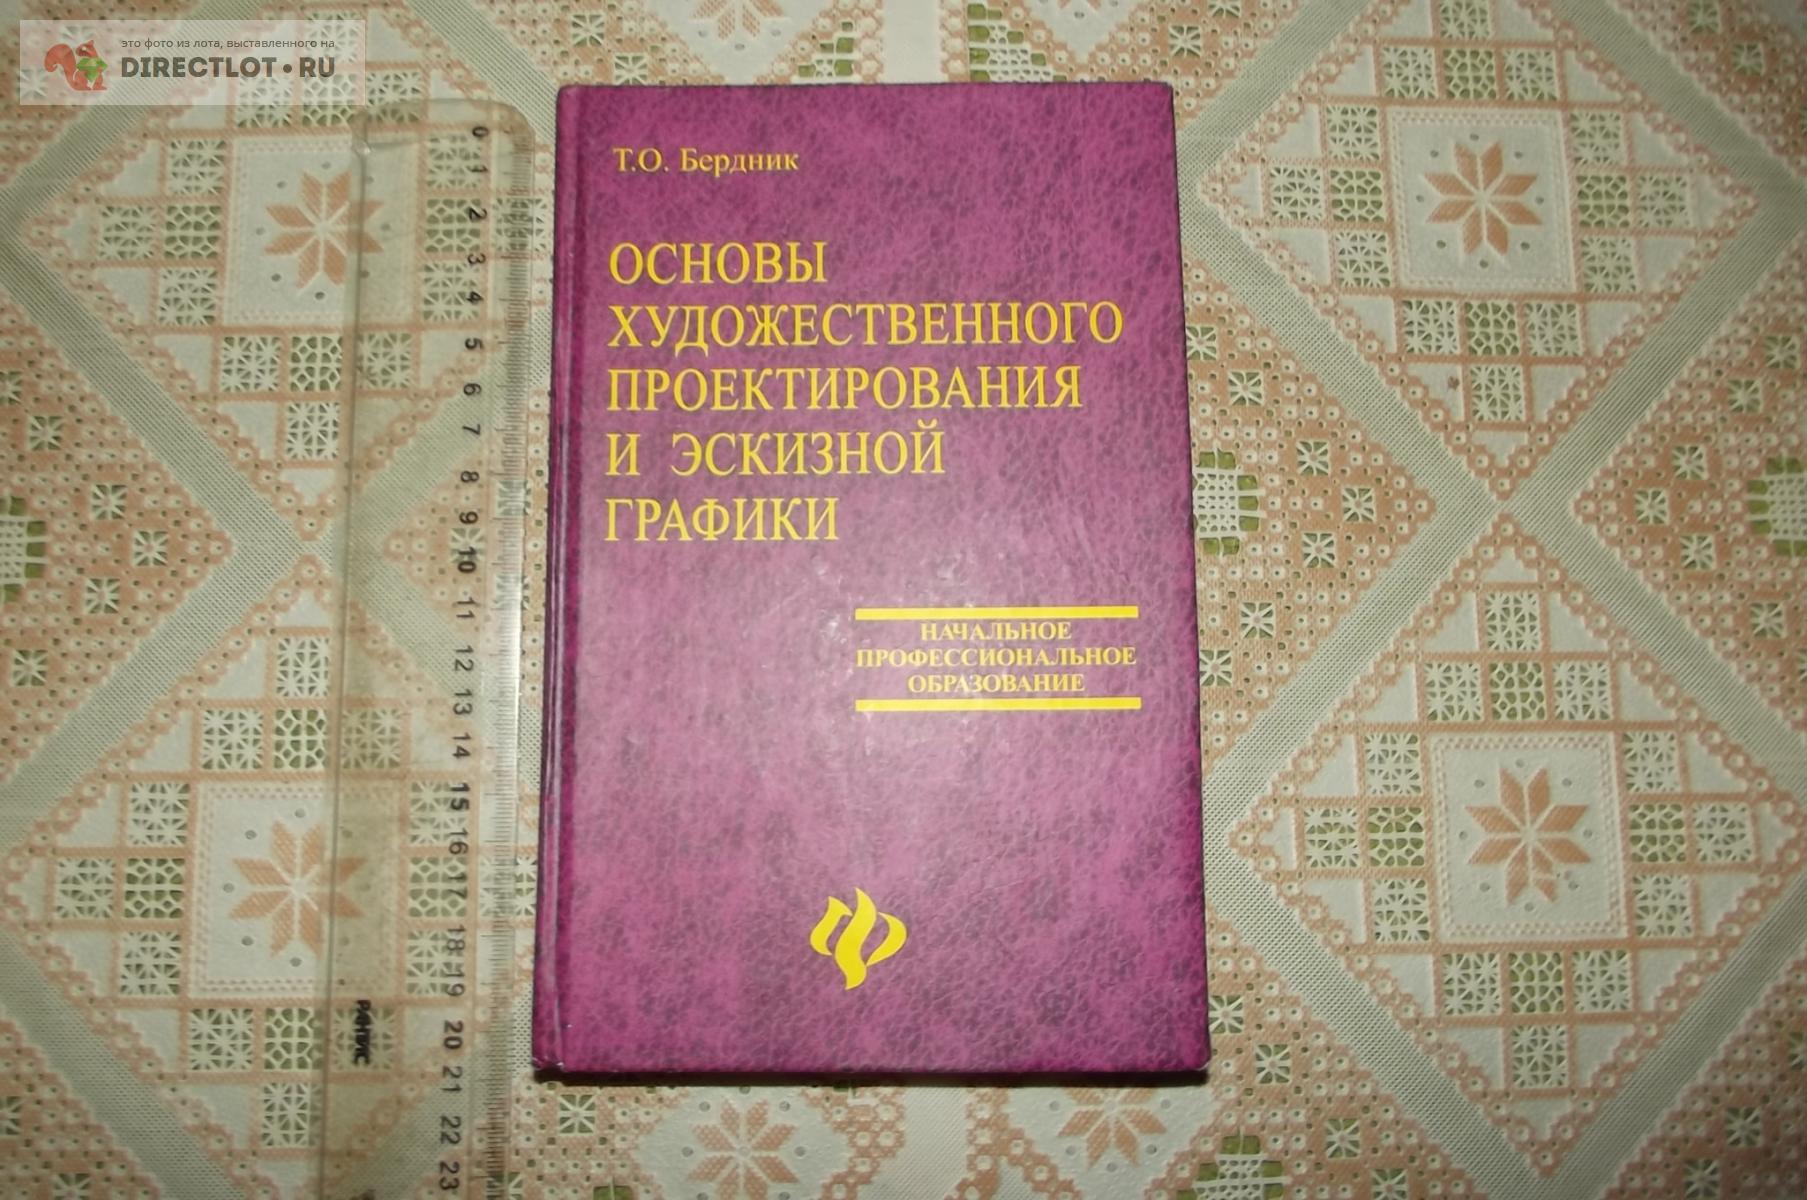 это фото из лота, выставленного на
DIRECTLOT.RU
Т.О. Бердник
ОСНОВЫ
ХУДОЖЕСТВЕННОГО
ПРОЕКТИРОВАНИЯ
И ЭСКИЗНОЙ
ГРАФИКИ
НАЧАЛЬНОЕ
ПРОФЕССИОНАЛЬНОЕ
ОБРАЗОВАНИЕ
0
1
2
3
4
5
6
7
8
9
10
11
12
13
14
15
16
17
18
19
20
21
22
23